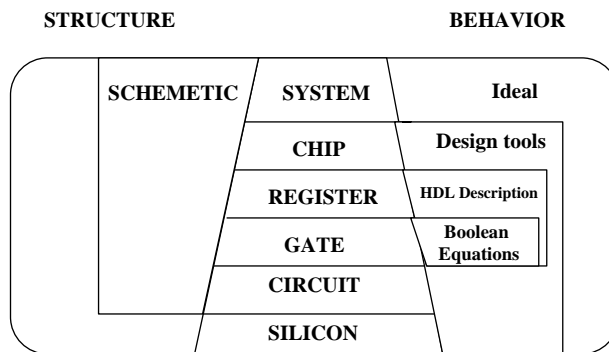 STRUCTURE BEHAVIOR
SCHEMETIC SYSTEM Ideal
CHIP Design tools
REGISTER HDL Description
GATE Boolean
Equations
CIRCUIT
SILICON